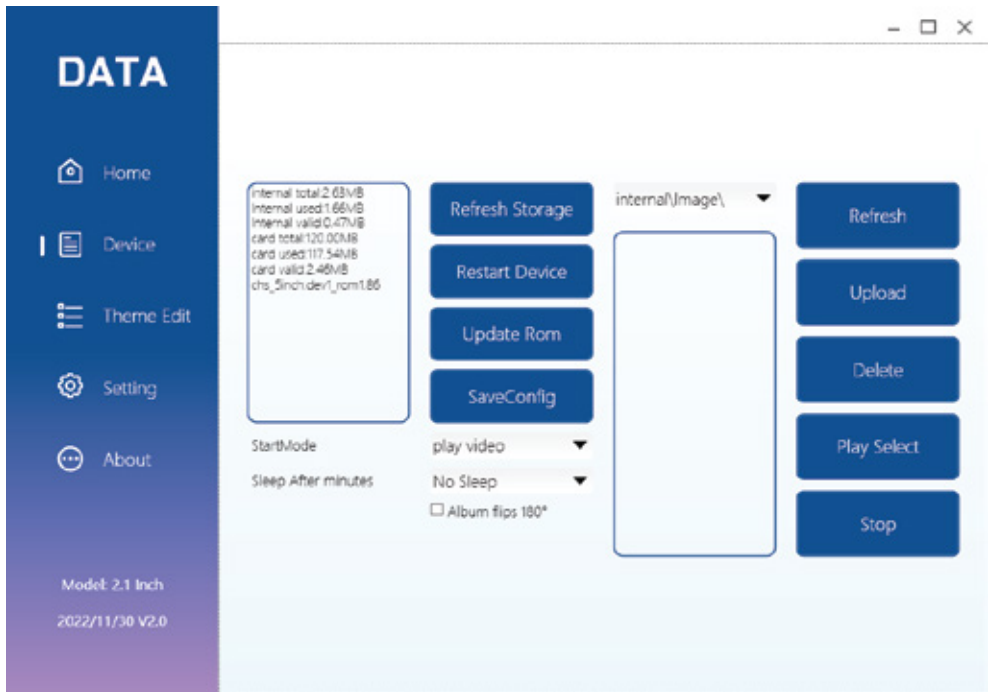 DATA
Home
Device
Theme Edit
Setting
About
Model: 2.1 Inch
2022/11/30 V2.0
internal total:2.63MB
internal used:1.66MB
internal valid:0.47MB
card total:120.00MB
card used:117.54MB
card valid:2.46MB
chs_5inch.dev1_rom1.86
Refresh Storage
Restart Device
Update Rom
SaveConfig
StartMode
play video
Sleep After minutes
No Sleep
Album flips 180°
internal\Image\
Refresh
Upload
Delete
Play Select
Stop